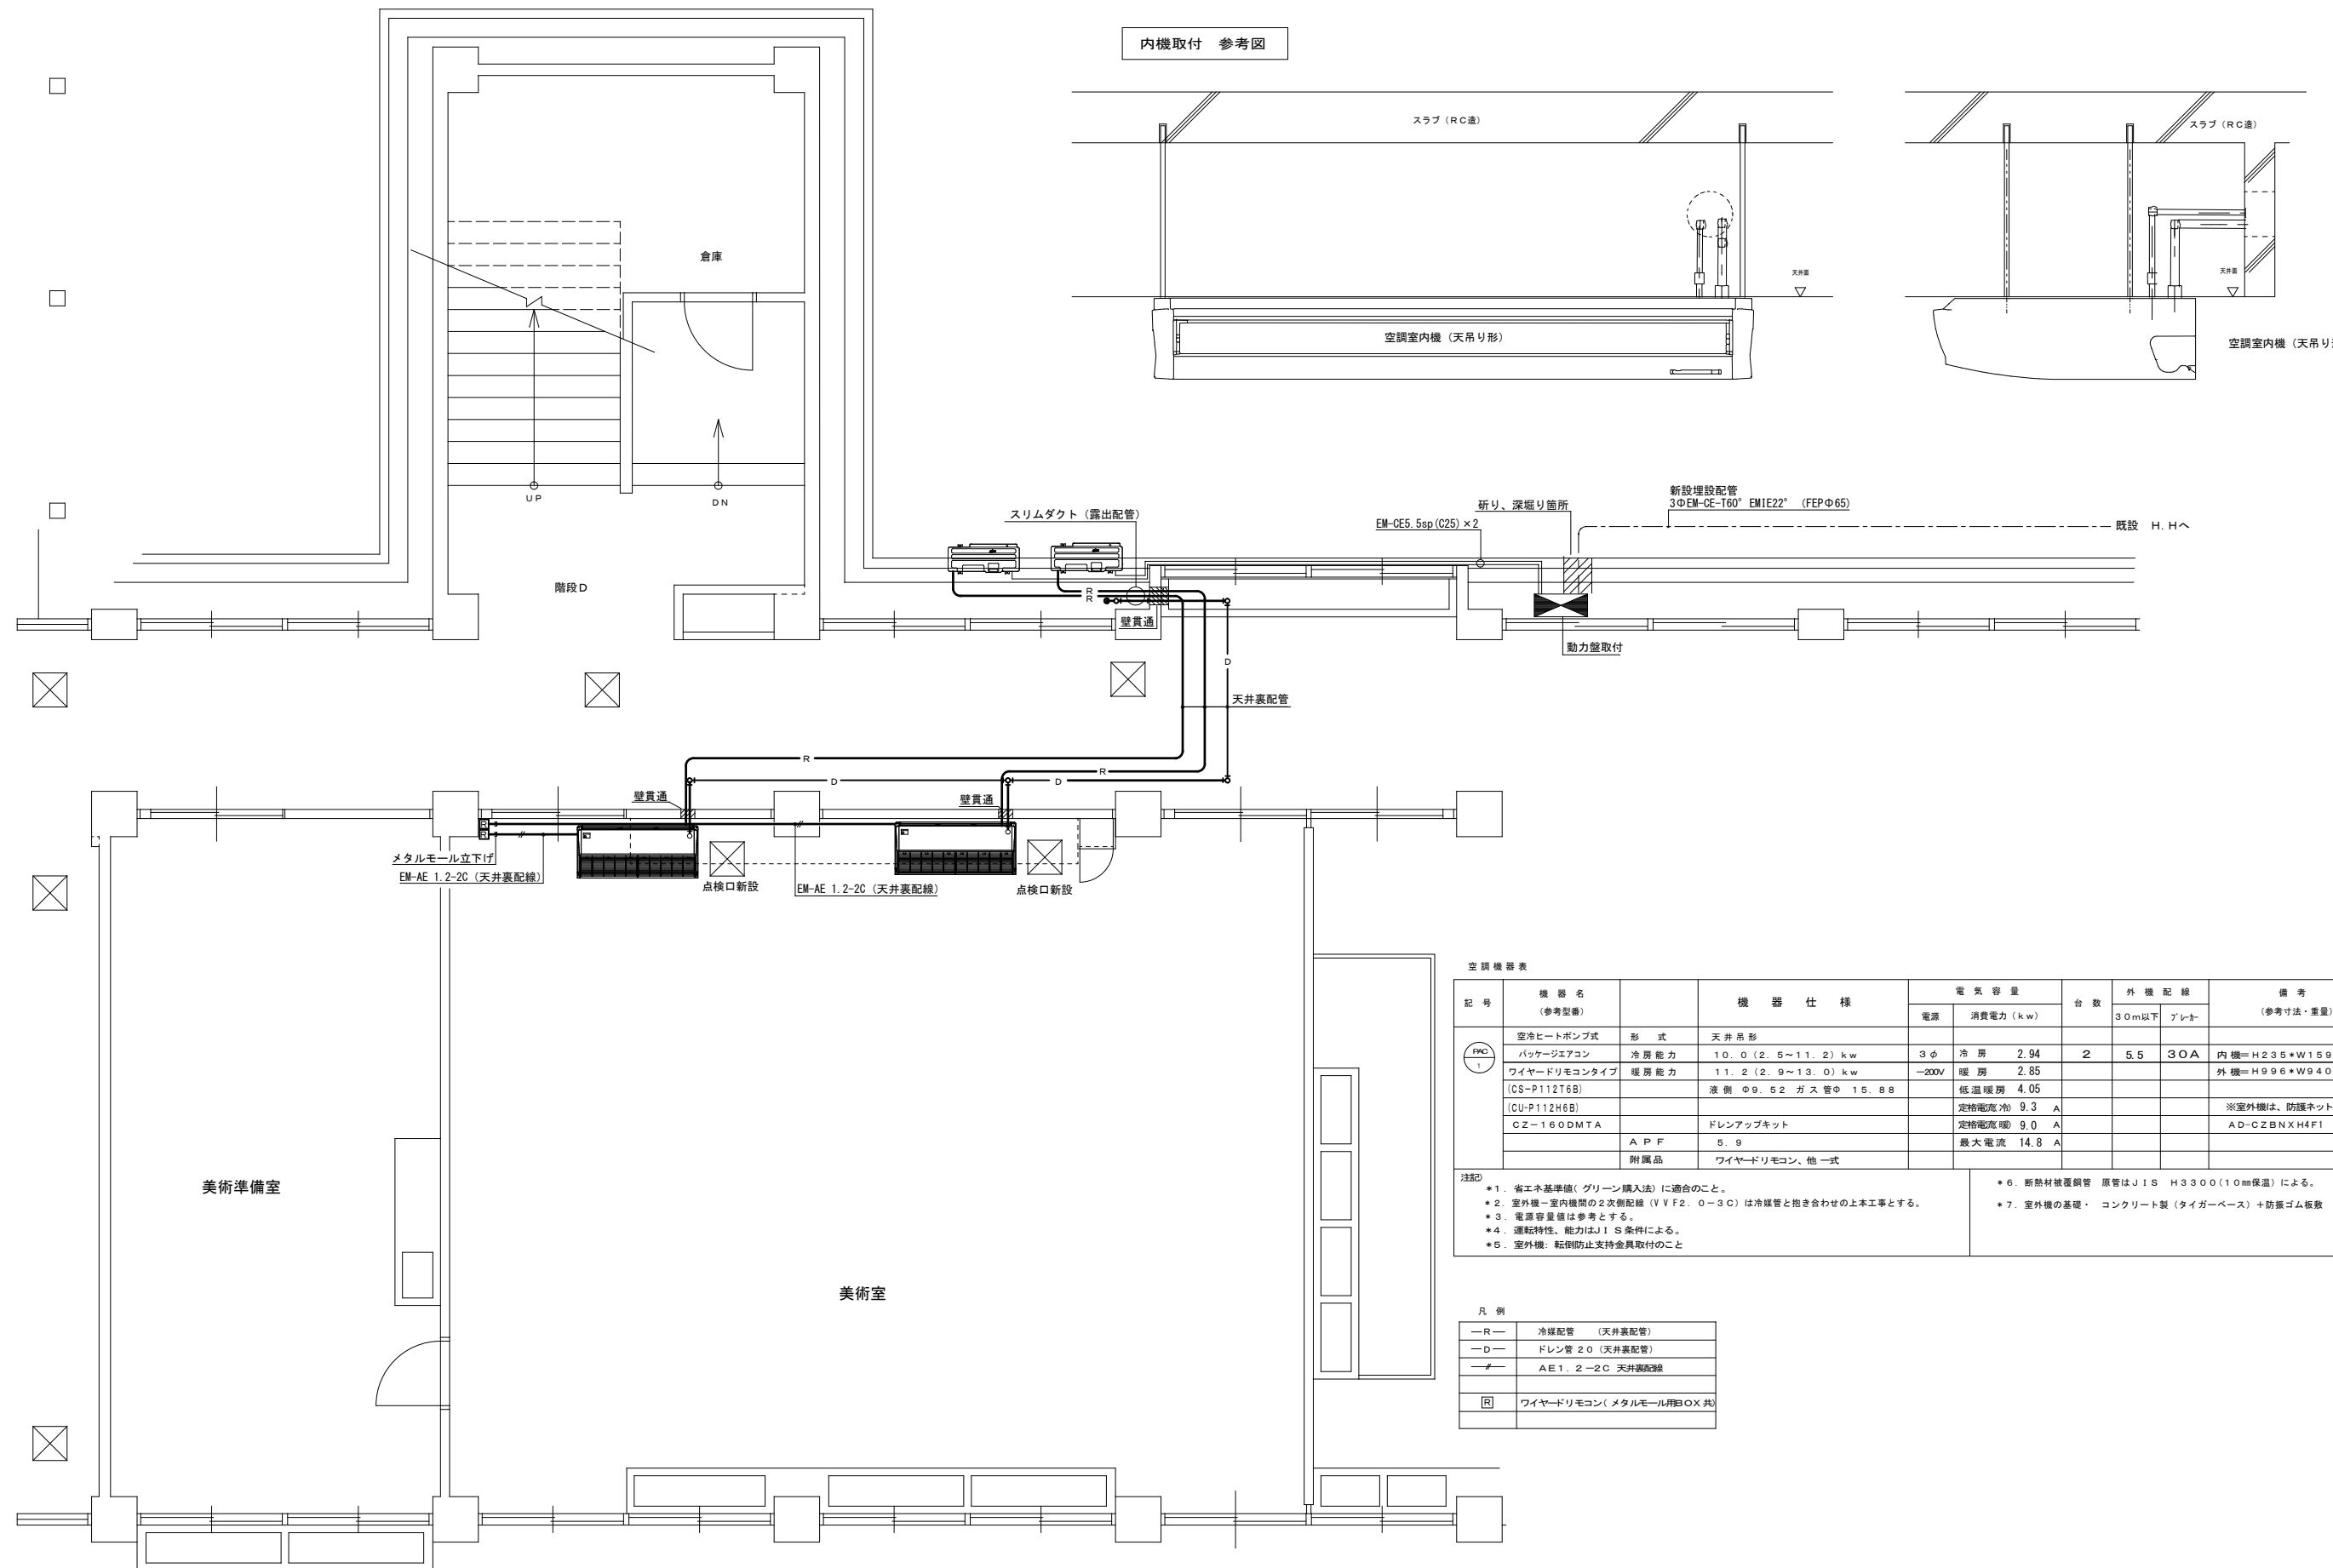 内機取付　参考図
スラブ（ＲＣ造）
スラブ（ＲＣ造）
天井面
天井面
空調室内機（天吊り形）
空調室内機（天吊り
倉庫
UP
DN
階段Ｄ
スリムダクト（露出配管）
EM-CE5.5sp(C25)×2
斫り、深堀り箇所
新設埋設配管
3ΦEM-CE-T60° EMIE22° (FEPΦ65)
既設　H.Hへ
R
R
壁貫通
動力盤取付
D
天井裏配管
R
R
D
D
壁貫通
壁貫通
R
R
メタルモール立下げ
EM-AE 1.2-2C（天井裏配線）
点検口新設
EM-AE 1.2-2C（天井裏配線）
点検口新設
美術準備室
美術室
空調機器表
記号　機器名　機器仕様　電気容量　台数　外機配線　備考
（参考型番）　電源　消費電力（ｋｗ）　３０ｍ以下　ブレーカー　（参考寸法・重量）
空冷ヒートポンプ式　形式　天井吊形
PAC 1　パッケージエアコン　冷房能力　１０．０（２．５～１１．２）ｋｗ　３φ　冷房　2.94　２　5.5　３０Ａ　内機＝Ｈ２３５＊Ｗ１５９
ワイヤードリモコンタイプ　暖房能力　１１．２（２．９～１３．０）ｋｗ　－200V　暖房　2.85　外機＝Ｈ９９６＊Ｗ９４０
(CS-P112T6B)　液側　Φ９．５２　ガス管Φ　１５．８８　低温暖房　4.05
(CU-P112H6B)　定格電流(冷)　9.3　A　※室外機は、防護ネット
ＣＺ－１６０ＤＭＴＡ　ドレンアップキット　定格電流(暖)　9.0　A　ＡＤ-ＣＺＢＮＸＨ４Ｆ１
ＡＰＦ　５．９　最大電流　14.8　A
附属品　ワイヤードリモコン、他一式
注記）
＊１．省エネ基準値（グリーン購入法）に適合のこと。
＊２．室外機－室内機間の２次側配線（ＶＶＦ２．０－３Ｃ）は冷媒管と抱き合わせの上本工事とする。
＊３．電源容量値は参考とする。
＊４．運転特性、能力はＪＩＳ条件による。
＊５．室外機：転倒防止支持金具取付のこと
＊６．断熱材被覆銅管　原管はＪＩＳ　Ｈ３３００（１０㎜保温）による。
＊７．室外機の基礎・　コンクリート製（タイガーベース）＋防振ゴム板敷
凡例
―Ｒ―　冷媒配管　（天井裏配管）
―Ｄ―　ドレン管２０（天井裏配管）
ＡＥ１．２－２Ｃ　天井裏配線
R　ワイヤードリモコン（メタルモール用ＢＯＸ共）